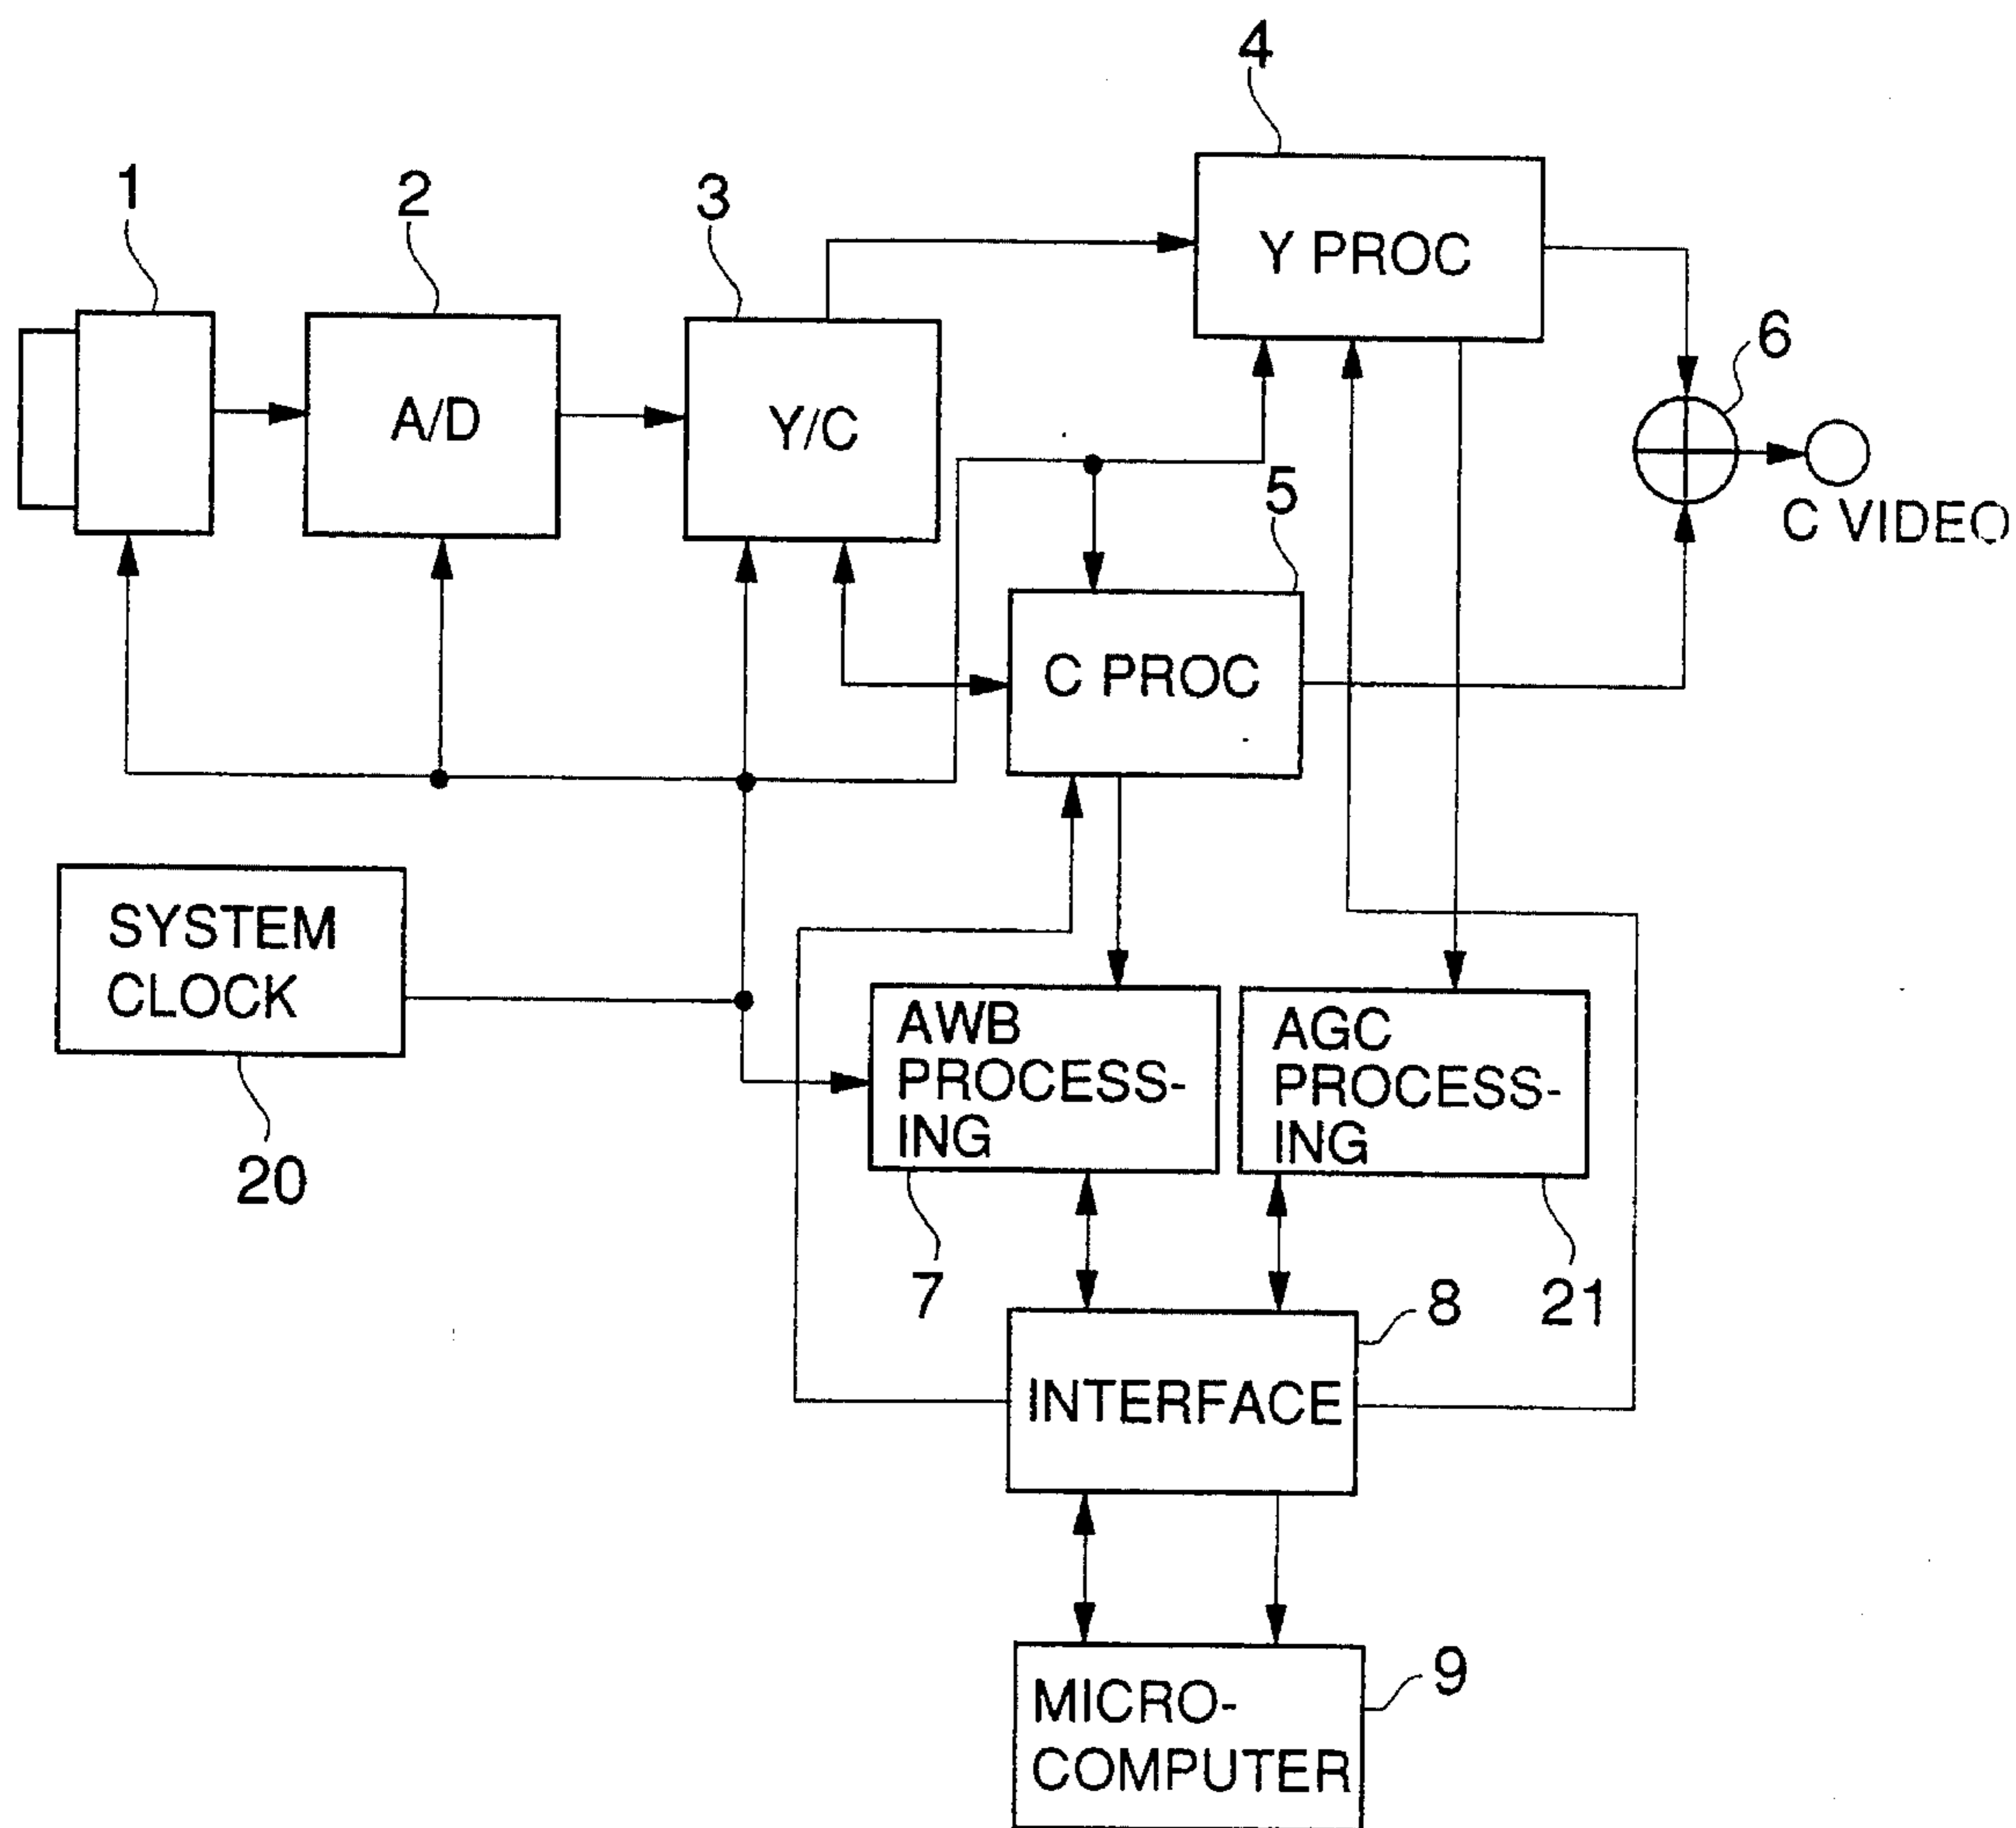 4
1
2
3
Y PROC
6
A/D
Y/C
5
C VIDEO
C PROC
SYSTEM
CLOCK
20
AWB
PROCESS-
ING
AGC
PROCESS-
ING
7
21
8
INTERFACE
9
MICRO-
COMPUTER